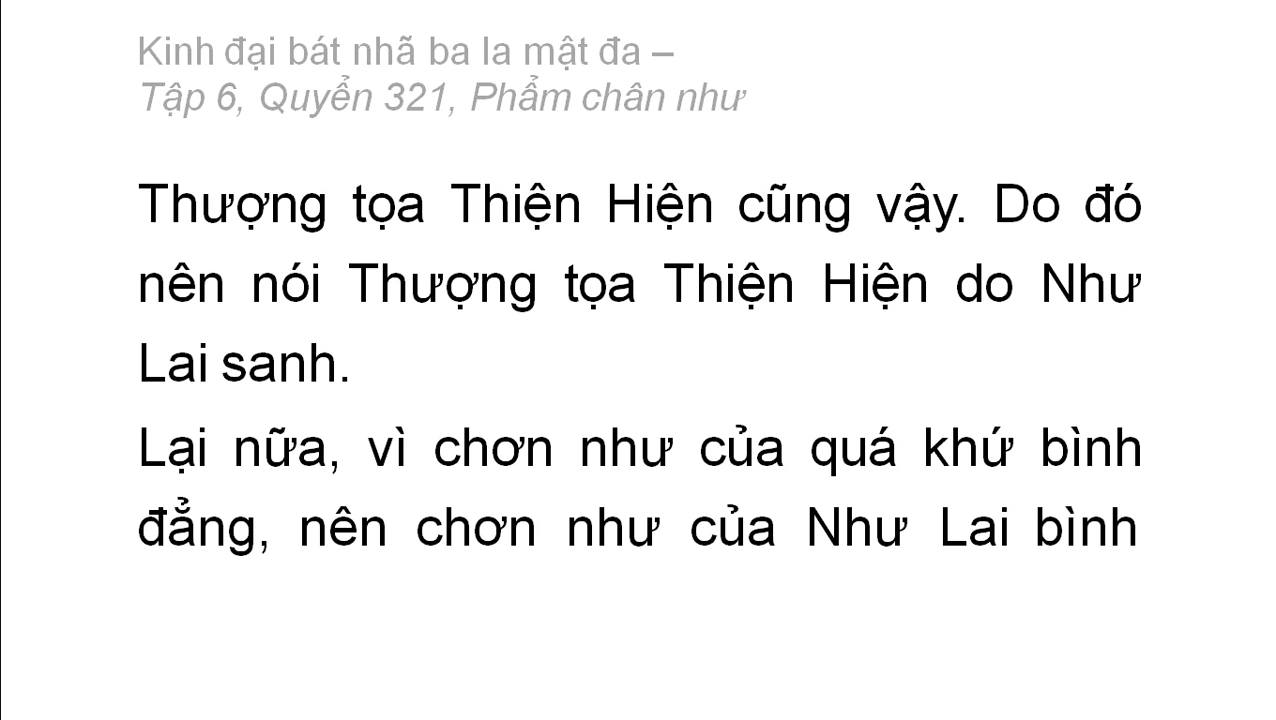 Kinh đại bát nhã ba la mật đa –
Tập 6, Quyển 321, Phẩm chân như
Thượng tọa Thiện Hiện cũng vậy. Do đó
nên nói Thượng tọa Thiện Hiện do Như
Lai sanh.
Lại nữa, vì chơn như của quá khứ bình
đẳng, nên chơn như của Như Lai bình